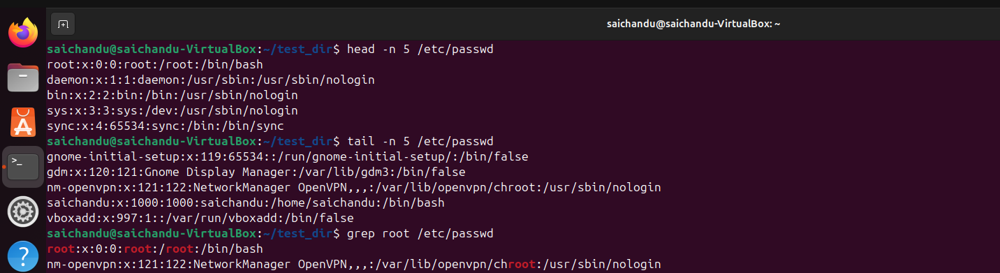 saichandu@saichandu-VirtualBox: ~
saichandu@saichandu-VirtualBox:~/test_dir$ head -n 5 /etc/passwd
root:x:0:0:root:/root:/bin/bash
daemon:x:1:1:daemon:/usr/sbin:/usr/sbin/nologin
bin:x:2:2:bin:/bin:/usr/sbin/nologin
sys:x:3:3:sys:/dev:/usr/sbin/nologin
sync:x:4:65534:sync:/bin:/bin/sync
saichandu@saichandu-VirtualBox:~/test_dir$ tail -n 5 /etc/passwd
gnome-initial-setup:x:119:65534::/run/gnome-initial-setup/:/bin/false
gdm:x:120:121:Gnome Display Manager:/var/lib/gdm3:/bin/false
nm-openvpn:x:121:122:NetworkManager OpenVPN,,,:/var/lib/openvpn/chroot:/usr/sbin/nologin
saichandu:x:1000:1000:saichandu:/home/saichandu:/bin/bash
vboxadd:x:997:1::/var/run/vboxadd:/bin/false
saichandu@saichandu-VirtualBox:~/test_dir$ grep root /etc/passwd
root:x:0:0:root:/root:/bin/bash
nm-openvpn:x:121:122:NetworkManager OpenVPN,,,:/var/lib/openvpn/chroot:/usr/sbin/nologin